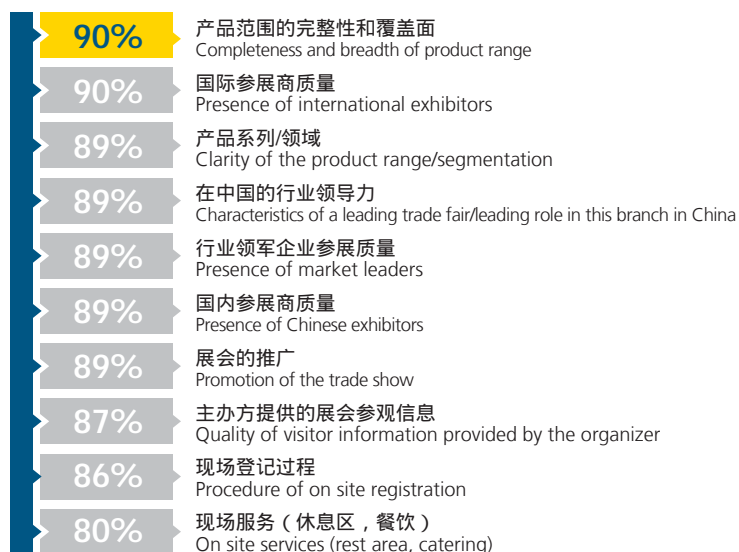 90%
产品范围的完整性和覆盖面
Completeness and breadth of product range
90%
国际参展商质量
Presence of international exhibitors
89%
产品系列/领域
Clarity of the product range/segmentation
89%
在中国的行业领导力
Characteristics of a leading trade fair/leading role in this branch in China
89%
行业领军企业参展质量
Presence of market leaders
89%
国内参展商质量
Presence of Chinese exhibitors
89%
展会的推广
Promotion of the trade show
87%
主办方提供的展会参观信息
Quality of visitor information provided by the organizer
86%
现场登记过程
Procedure of on site registration
80%
现场服务（休息区，餐饮）
On site services (rest area, catering)